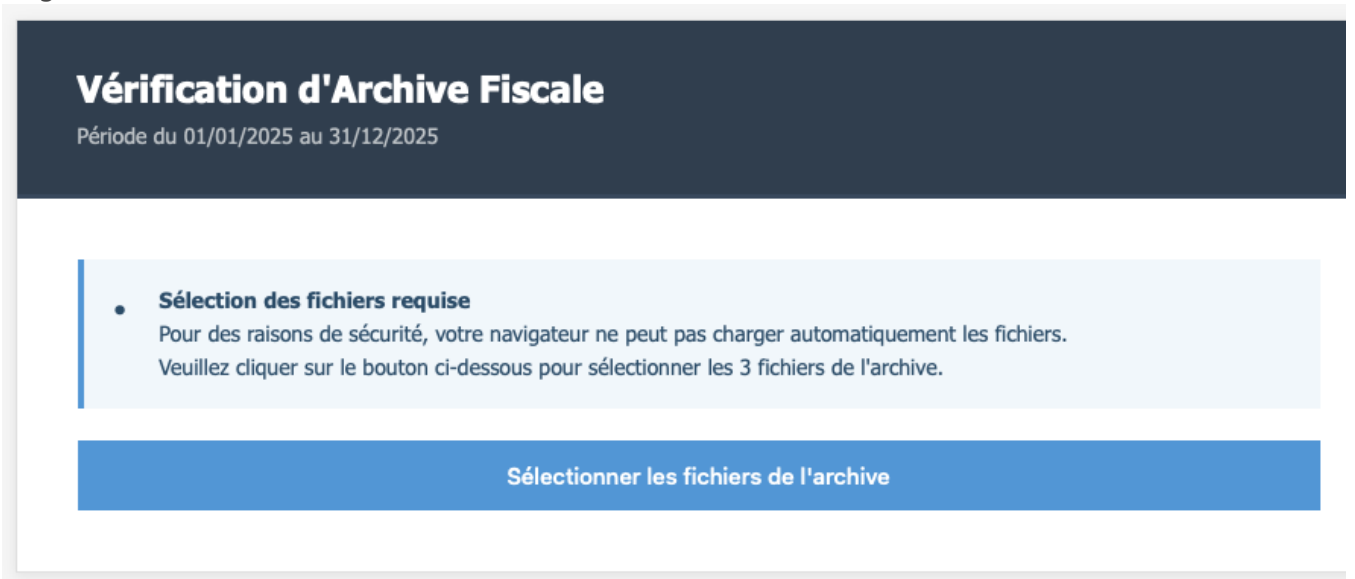 Vérification d'Archive Fiscale
Période du 01/01/2025 au 31/12/2025
Sélection des fichiers requise
Pour des raisons de sécurité, votre navigateur ne peut pas charger automatiquement les fichiers.
Veuillez cliquer sur le bouton ci-dessous pour sélectionner les 3 fichiers de l'archive.
Sélectionner les fichiers de l'archive